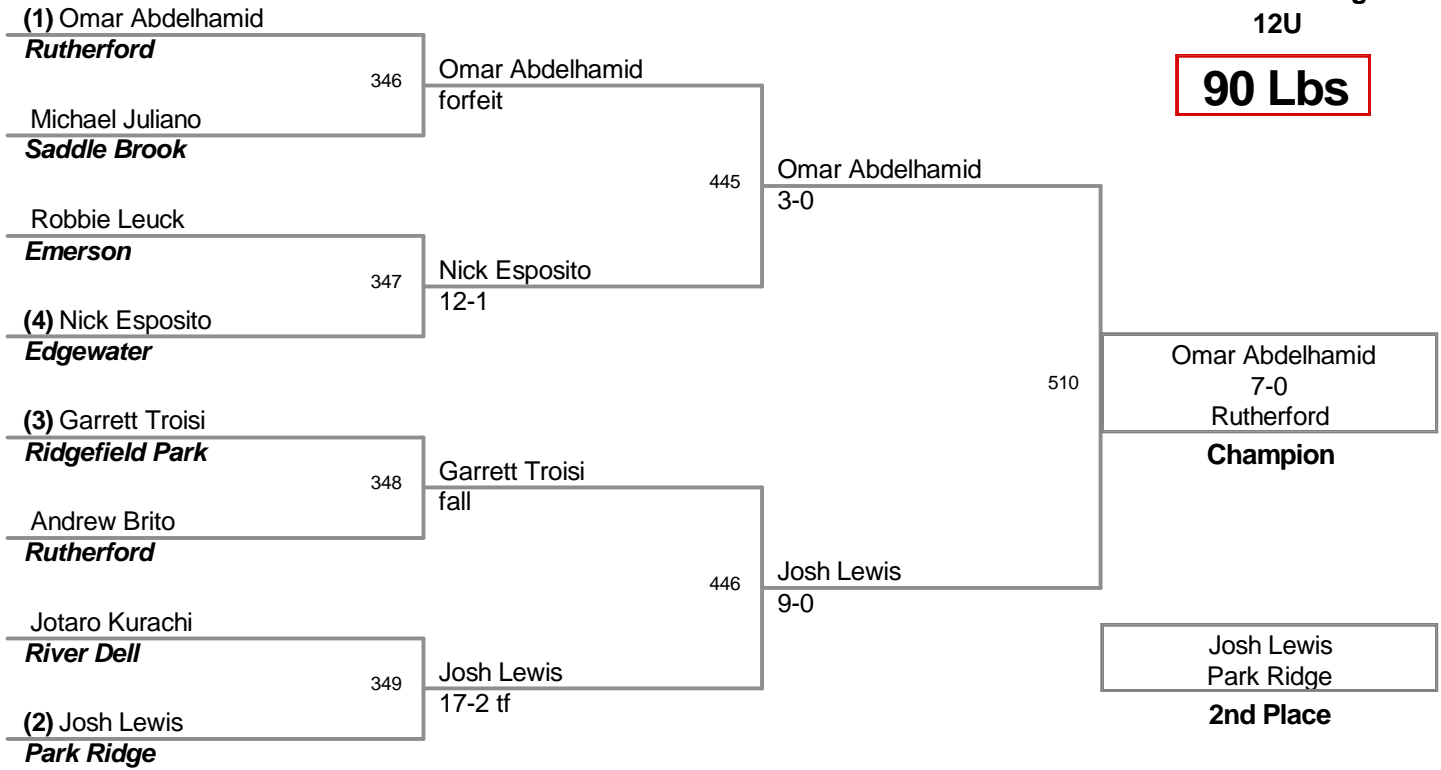 (1) Omar Abdelhamid
Rutherford
346
Michael Juliano
Saddle Brook
Omar Abdelhamid
forfeit
Robbie Leuck
Emerson
347
(4) Nick Esposito
Edgewater
Nick Esposito
12-1
445
Omar Abdelhamid
3-0
(3) Garrett Troisi
Ridgefield Park
348
Andrew Brito
Rutherford
Garrett Troisi
fall
Jotaro Kurachi
River Dell
349
(2) Josh Lewis
Park Ridge
Josh Lewis
17-2 tf
446
Josh Lewis
9-0
510
12U
90 Lbs
Omar Abdelhamid
7-0
Rutherford
Champion
Josh Lewis
Park Ridge
2nd Place